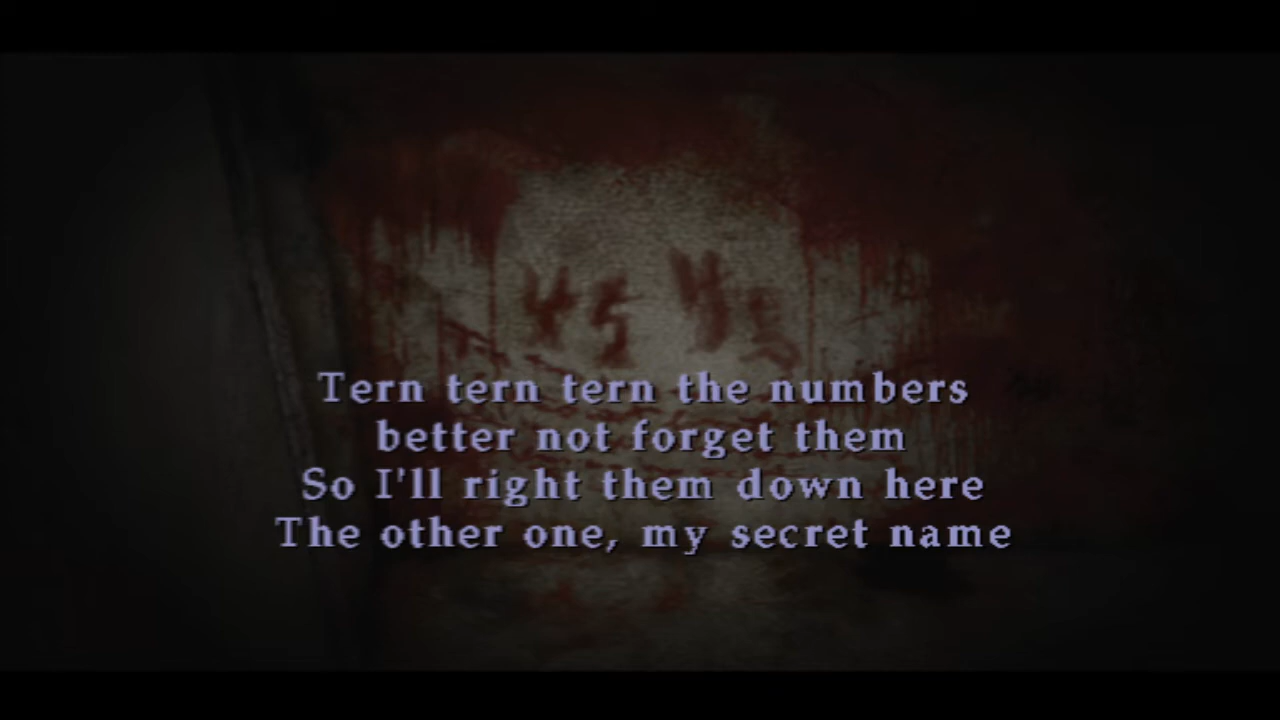 Tern tern tern the numbers
better not forget them
So I'll right them down here
The other one, my secret name